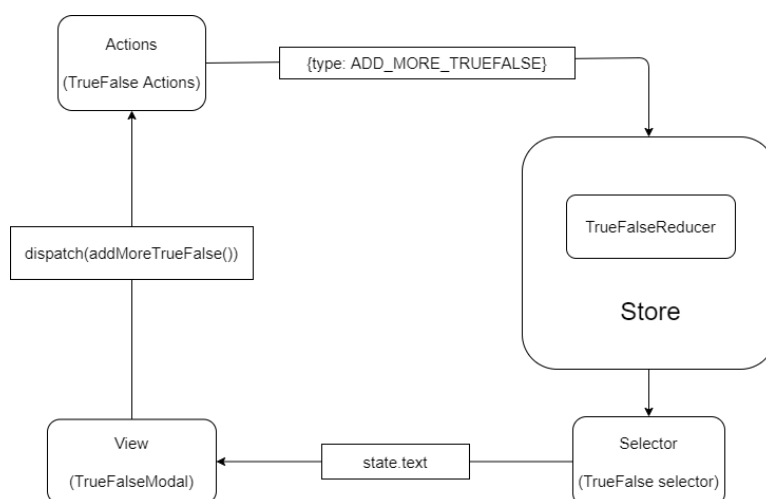 Actions
(TrueFalse Actions)
{type: ADD_MORE_TRUEFALSE}
TrueFalseReducer
dispatch(addMoreTrueFalse())
Store
View
(TrueFalseModal)
state.text
Selector
(TrueFalse selector)